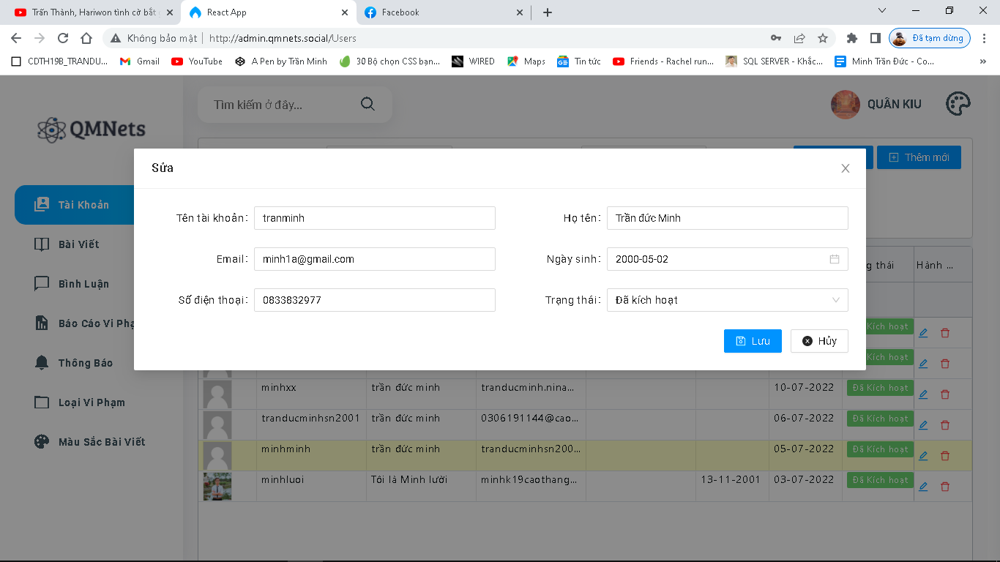 Trấn Thành, Hariwon tình cờ bắt
React App
Facebook
Không bảo mật
http://admin.qmnets.social/Users
Đã tạm dừng
CDTH19B_TRANDU...
Gmail
YouTube
A Pen by Trần Minh
30 Bộ chọn CSS bạn...
WIRED
Maps
Tin tức
Friends - Rachel run...
SQL SERVER - Khắc...
Minh Trần Đức - Co...
»
QMNets
Tìm kiếm ở đây...
QUÂN KIU
Thêm mới
Sửa
Tên tài khoản:
tranminh
Họ tên:
Trần đức Minh
Email:
minh1a@gmail.com
Ngày sinh:
2000-05-02
Số điện thoại:
0833832977
Trạng thái:
Đã kích hoạt
Lưu
Hủy
Tài Khoản
Bài Viết
Bình Luận
Báo Cáo Vi Phạ
Thông Báo
Loại Vi Phạm
Màu Sắc Bài Viết
g thái
Hành ...
Kích hoạt
Kích hoạt
minhxx
trần đức minh
tranducminh.nina...
10-07-2022
Đã Kích hoạt
tranducminhsn2001
trần đức minh
0306191144@cao...
06-07-2022
Đã Kích hoạt
minhminh
trần đức minh
tranducminhsn200...
05-07-2022
Đã Kích hoạt
minhluoi
Tôi là Minh lười
minhk19caothang...
13-11-2001
03-07-2022
Đã Kích hoạt